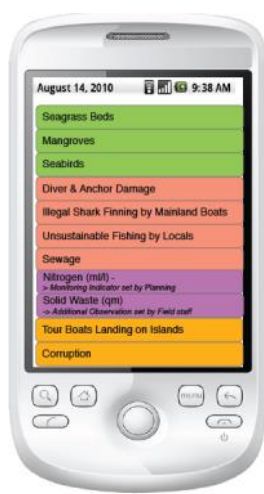 August 14, 2010 9:38 AM
Seagrass Beds
Mangroves
Seabirds
Diver & Anchor Damage
Illegal Shark Finning by Mainland Boats
Unsustainable Fishing by Locals
Sewage
Nitrogen (ml/l) -
> Monitoring Indicator set by Planning
Solid Waste (qm)
-> Additional Observation set by Field staff
Tour Boats Landing on Islands
Corruption
menu